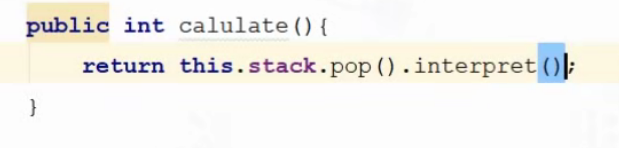 public int calulate(){
return this.stack.pop().interpret();
}